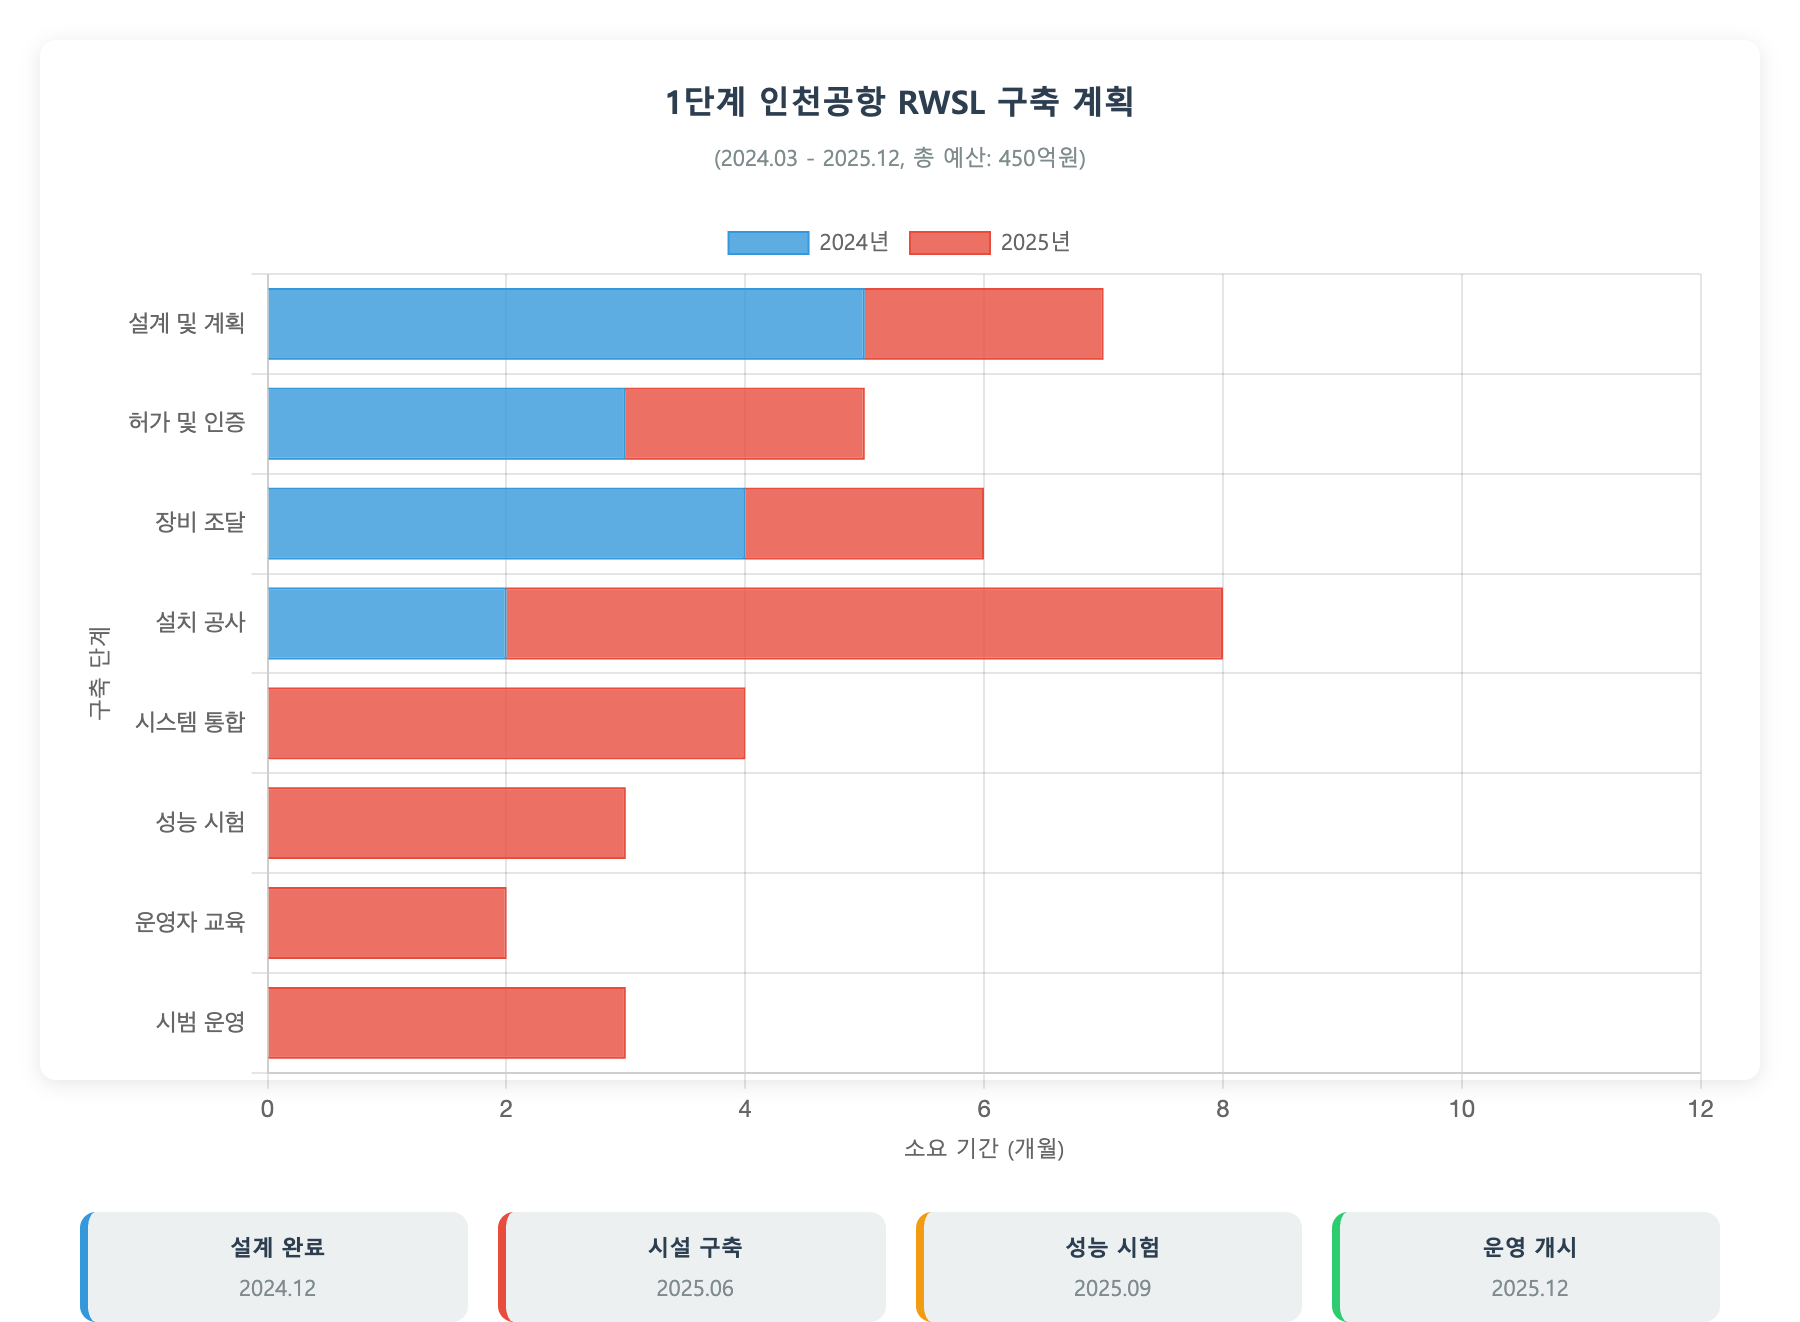 1단계 인천공항 RWSL 구축 계획
(2024.03 - 2025.12, 총 예산: 450억원)
2024년
2025년
설계 및 계획
허가 및 인증
장비 조달
설치 공사
시스템 통합
성능 시험
운영자 교육
시범 운영
구축 단계
0 2 4 6 8 10 12
소요 기간 (개월)
설계 완료
2024.12
시설 구축
2025.06
성능 시험
2025.09
운영 개시
2025.12